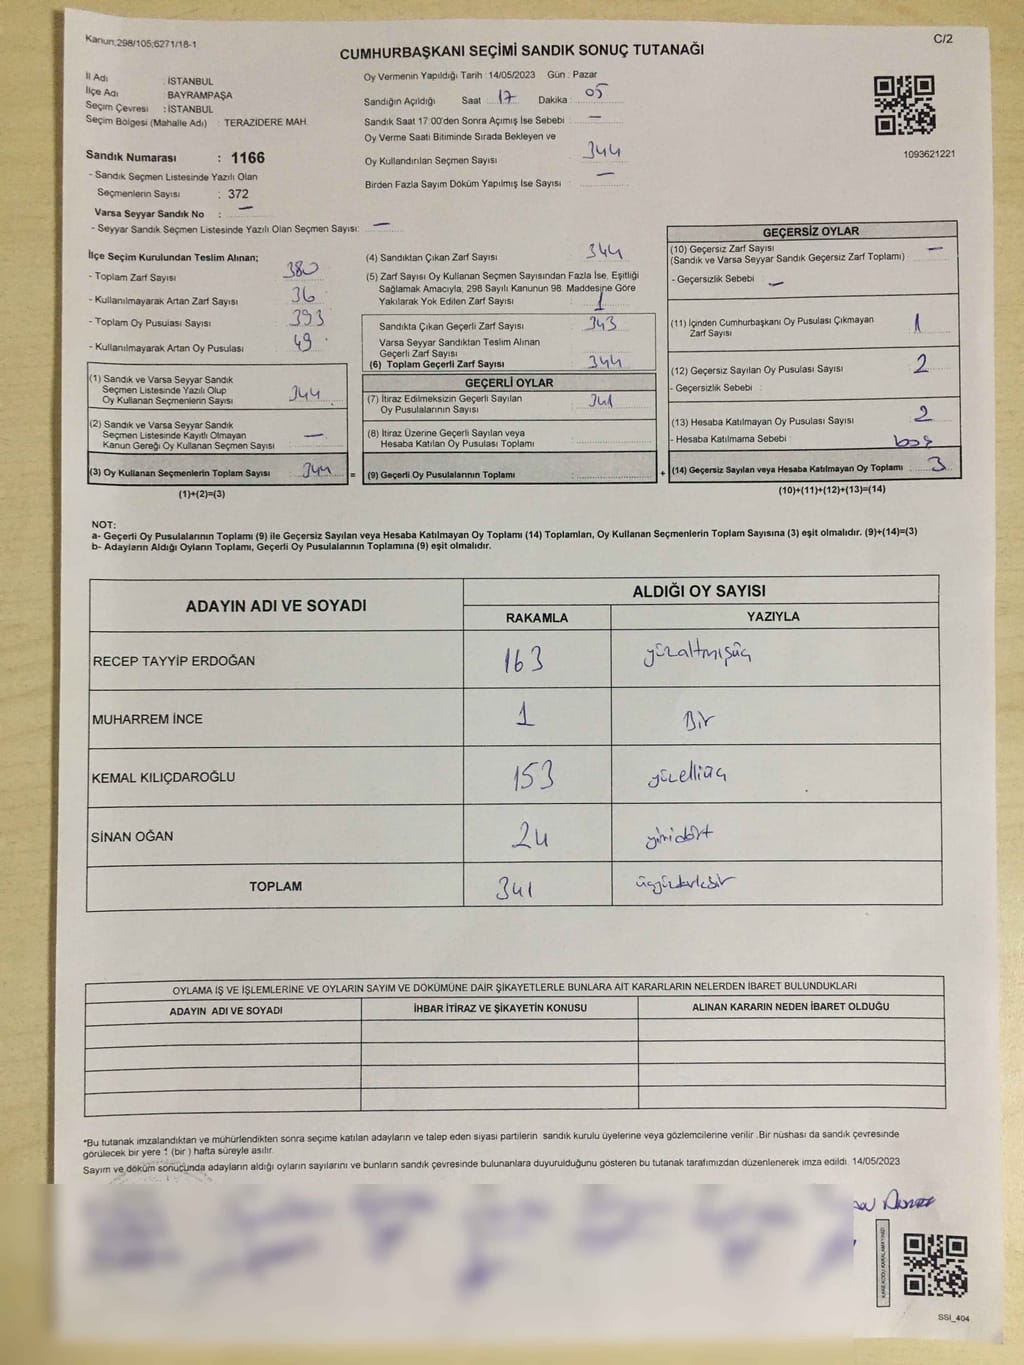 Kanun:298/105;6271/18-1
C/2
CUMHURBAŞKANI SEÇİMİ SANDIK SONUÇ TUTANAĞI
İl Adı : İSTANBUL
İlçe Adı : BAYRAMPAŞA
Seçim Çevresi : İSTANBUL
Seçim Bölgesi (Mahalle Adı) : TERAZİDERE MAH.
Sandık Numarası : 1166
- Sandık Seçmen Listesinde Yazılı Olan
Seçmenlerin Sayısı : 372
Varsa Seyyar Sandık No : —
- Seyyar Sandık Seçmen Listesinde Yazılı Olan Seçmen Sayısı: —
Oy Vermenin Yapıldığı Tarih : 14/05/2023 Gün : Pazar
Sandığın Açıldığı Saat : 17 Dakika : 05
Sandık Saat 17:00'den Sonra Açımış İse Sebebi : —
Oy Verme Saati Bitiminde Sırada Bekleyen ve
Oy Kullandırılan Seçmen Sayısı : 344
Birden Fazla Sayım Döküm Yapılmış İse Sayısı : —
1093621221
İlçe Seçim Kurulundan Teslim Alınan;
- Toplam Zarf Sayısı : 380
- Kullanılmayarak Artan Zarf Sayısı : 36
- Toplam Oy Pusulası Sayısı : 393
- Kullanılmayarak Artan Oy Pusulası : 49
(1) Sandık ve Varsa Seyyar Sandık
Seçmen Listesinde Yazılı Olup
Oy Kullanan Seçmenlerin Sayısı : 344
(2) Sandık ve Varsa Seyyar Sandık
Seçmen Listesinde Kayıtlı Olmayan
Kanun Gereği Oy Kullanan Seçmen Sayısı : —
(3) Oy Kullanan Seçmenlerin Toplam Sayısı : 344 =
(1)+(2)=(3)
(4) Sandıktan Çıkan Zarf Sayısı : 344
(5) Zarf Sayısı Oy Kullanan Seçmen Sayısından Fazla İse, Eşitliği
Sağlamak Amacıyla, 298 Sayılı Kanunun 98. Maddesine Göre
Yakılarak Yok Edilen Zarf Sayısı : 1
Sandıkta Çıkan Geçerli Zarf Sayısı : 343
Varsa Seyyar Sandıktan Teslim Alınan
Geçerli Zarf Sayısı
(6) Toplam Geçerli Zarf Sayısı : 344
GEÇERLİ OYLAR
(7) İtiraz Edilmeksizin Geçerli Sayılan
Oy Pusulalarının Sayısı : 341
(8) İtiraz Üzerine Geçerli Sayılan veya
Hesaba Katılan Oy Pusulası Toplamı :
(9) Geçerli Oy Pusulalarının Toplamı : +
GEÇERSİZ OYLAR
(10) Geçersiz Zarf Sayısı
(Sandık ve Varsa Seyyar Sandık Geçersiz Zarf Toplamı) : —
- Geçersizlik Sebebi : —
(11) İçinden Cumhurbaşkanı Oy Pusulası Çıkmayan
Zarf Sayısı : 1
(12) Geçersiz Sayılan Oy Pusulası Sayısı : 2
- Geçersizlik Sebebi :
(13) Hesaba Katılmayan Oy Pusulası Sayısı : 2
- Hesaba Katılmama Sebebi : boş
(14) Geçersiz Sayılan veya Hesaba Katılmayan Oy Toplamı : 3
(10)+(11)+(12)+(13)=(14)
NOT:
a- Geçerli Oy Pusulalarının Toplamı (9) ile Geçersiz Sayılan veya Hesaba Katılmayan Oy Toplamı (14) Toplamları, Oy Kullanan Seçmenlerin Toplam Sayısına (3) eşit olmalıdır. (9)+(14)=(3)
b- Adayların Aldığı Oyların Toplamı, Geçerli Oy Pusulalarının Toplamına (9) eşit olmalıdır.
ADAYIN ADI VE SOYADI
ALDIĞI OY SAYISI
RAKAMLA YAZIYLA
RECEP TAYYİP ERDOĞAN 163 yüzaltmışüç
MUHARREM İNCE 1 Bir
KEMAL KILIÇDAROĞLU 153 yüzelliüç
SİNAN OĞAN 24 yirmidört
TOPLAM 341 üçyüzkırkbir
OYLAMA İŞ VE İŞLEMLERİNE VE OYLARIN SAYIM VE DÖKÜMÜNE DAİR ŞİKAYETLERLE BUNLARA AİT KARARLARIN NELERDEN İBARET BULUNDUKLARI
ADAYIN ADI VE SOYADI İHBAR İTİRAZ VE ŞİKAYETİN KONUSU ALINAN KARARIN NEDEN İBARET OLDUĞU
*Bu tutanak imzalandıktan ve mühürlendikten sonra seçime katılan adayların ve talep eden siyasi partilerin sandık kurulu üyelerine veya gözlemcilerine verilir .Bir nüshası da sandık çevresinde
görülecek bir yere 1 (bir ) hafta süreyle asılır.
Sayım ve döküm sonucunda adayların aldığı oyların sayılarını ve bunların sandık çevresinde bulunanlara duyurulduğunu gösteren bu tutanak tarafımızdan düzenlenerek imza edildi. 14/05/2023
KARE KODU KARALAMAYINIZ!
SSI_404